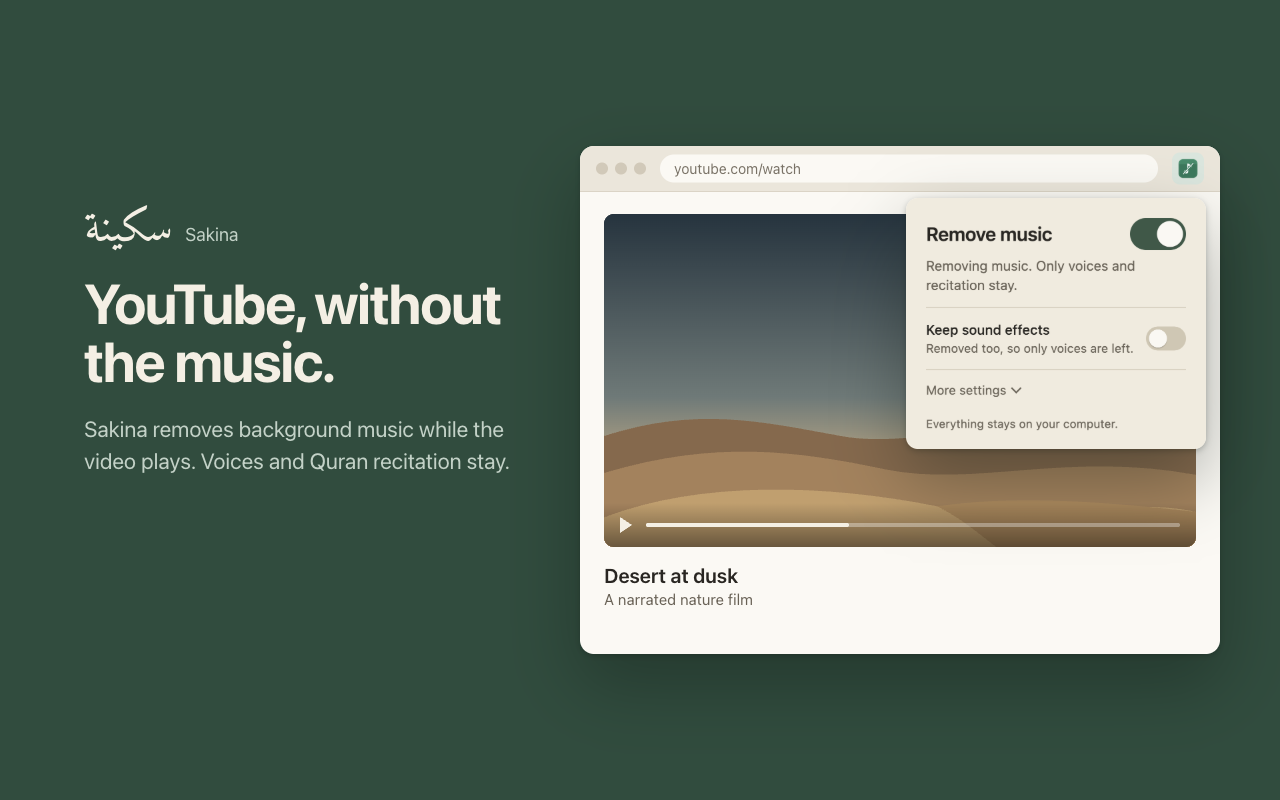 سكينة Sakina
YouTube, without
the music.
Sakina removes background music while the
video plays. Voices and Quran recitation stay.
youtube.com/watch
Remove music
Removing music. Only voices and
recitation stay.
Keep sound effects
Removed too, so only voices are left.
More settings
Everything stays on your computer.
Desert at dusk
A narrated nature film